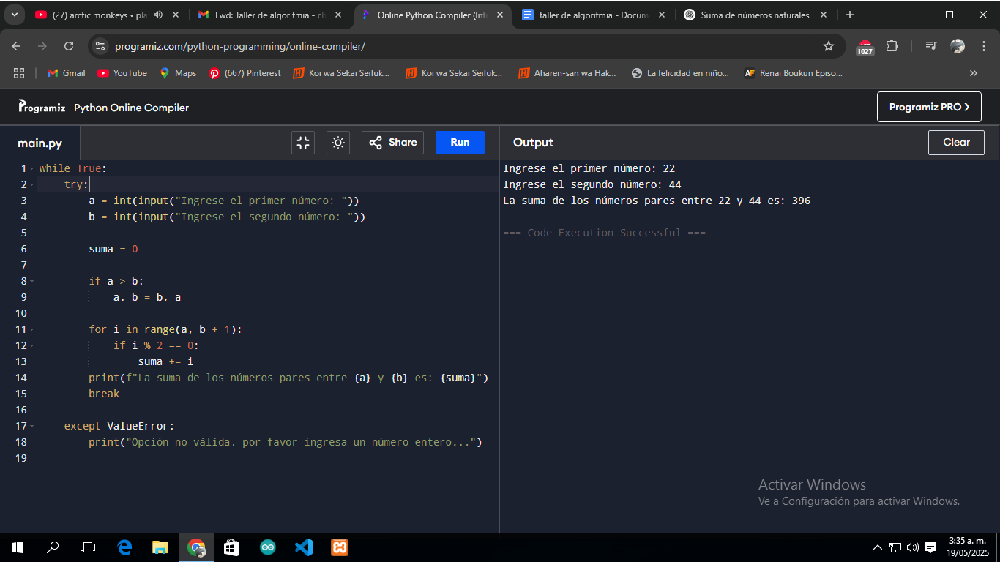 (27) arctic monkeys • pla
Fwd: Taller de algoritmia - ch
Online Python Compiler (Inte
taller de algoritmia - Docum
Suma de números naturales
programiz.com/python-programming/online-compiler/
1027
Gmail
YouTube
Maps
(667) Pinterest
Koi wa Sekai Seifuk...
Koi wa Sekai Seifuk...
Aharen-san wa Hak...
La felicidad en niño...
AF
Renai Boukun Episo...
Programiz
Python Online Compiler
Programiz PRO
main.py
Share
Run
Output
Clear
1 while True:
2 try:
3 a = int(input("Ingrese el primer número: "))
4 b = int(input("Ingrese el segundo número: "))
5
6 suma = 0
7
8 if a > b:
9 a, b = b, a
10
11 for i in range(a, b + 1):
12 if i % 2 == 0:
13 suma += i
14 print(f"La suma de los números pares entre {a} y {b} es: {suma}")
15 break
16
17 except ValueError:
18 print("Opción no válida, por favor ingresa un número entero...")
19
Ingrese el primer número: 22
Ingrese el segundo número: 44
La suma de los números pares entre 22 y 44 es: 396
=== Code Execution Successful ===
Activar Windows
Ve a Configuración para activar Windows.
3:35 a. m.
19/05/2025